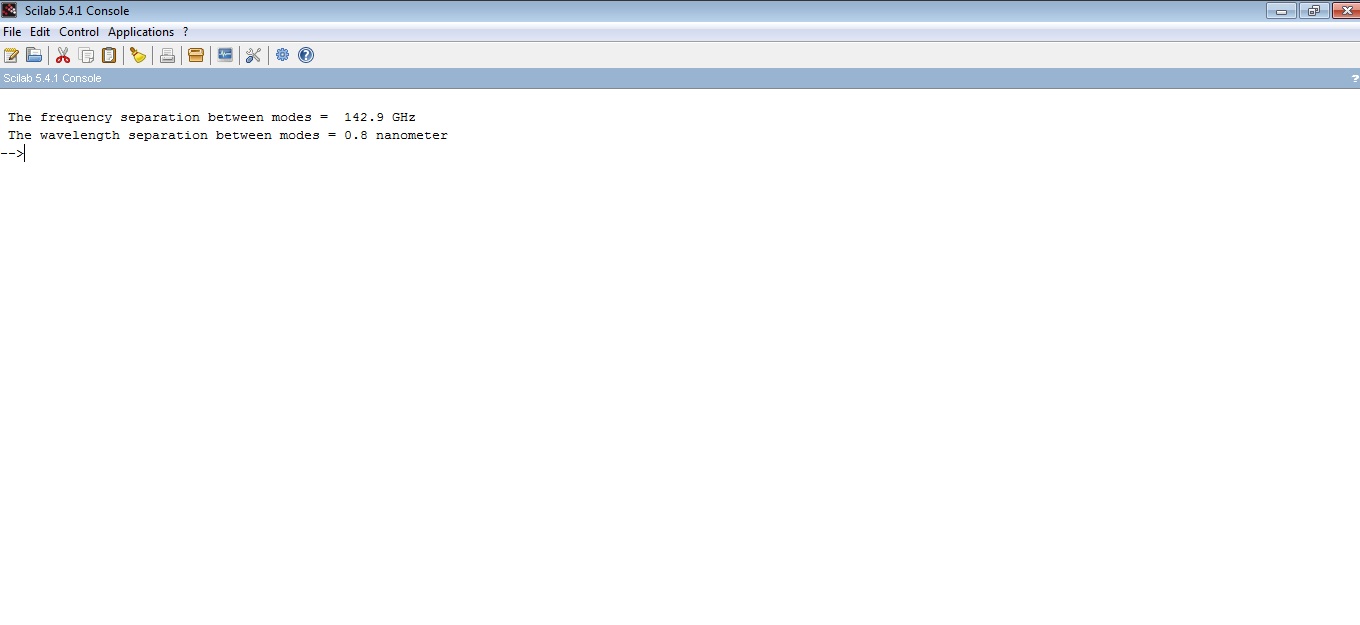 Scilab 5.4.1 Console
File Edit Control Applications ?
Scilab 5.4.1 Console ?
The frequency separation between modes =  142.9 GHz
The wavelength separation between modes = 0.8 nanometer
-->